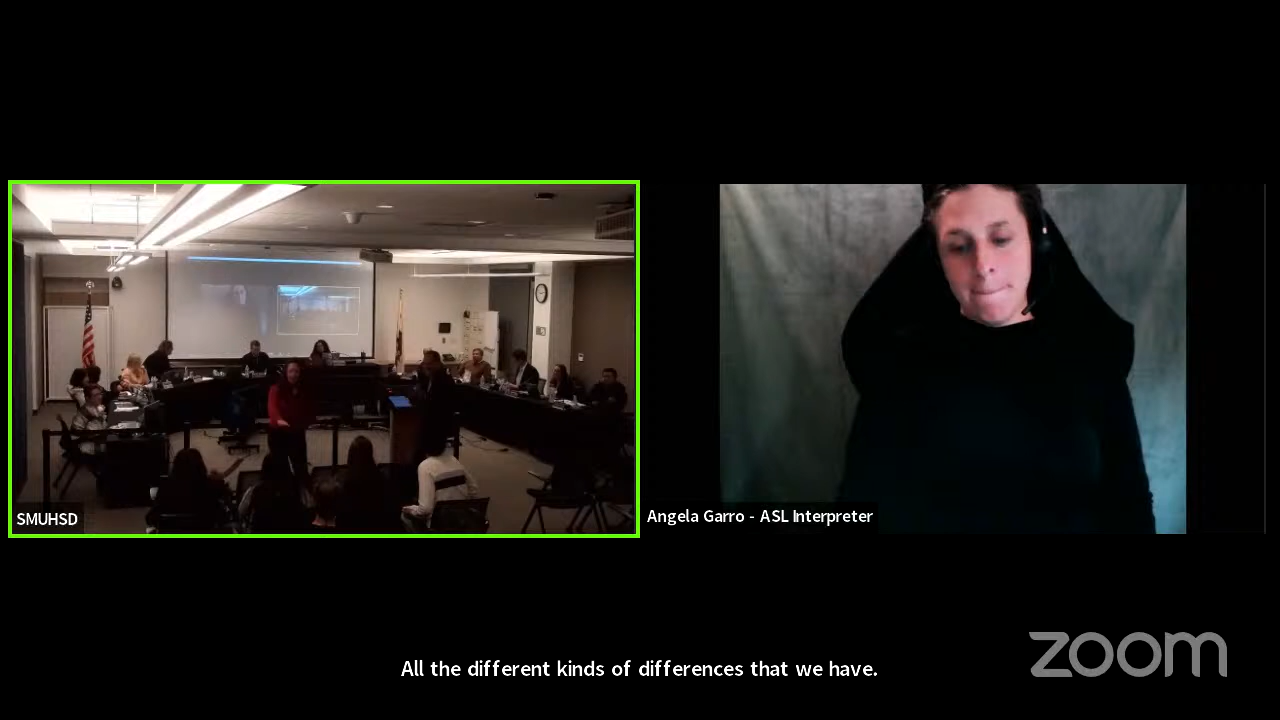 SMUHSD
Angela Garro - ASL Interpreter
All the different kinds of differences that we have.
zoom